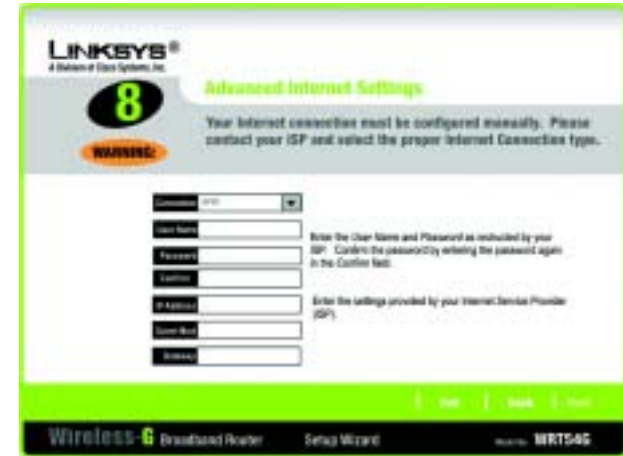 LINKSYS®
A Division of Cisco Systems, Inc.
8
Advanced Internet Settings
WARNING:
Your Internet connection must be configured manually. Please
contact your ISP and select the proper Internet Connection type.
Connection
User Name
Password
Confirm
Enter the User Name and Password as instructed by your
ISP. Confirm the password by entering the password again
in the Confirm field.
IP Address
Enter the settings provided by your Internet Service Provider
(ISP).
Gateway
Exit
Wireless-G Broadband Router
Setup Wizard
Model No. WRT54G